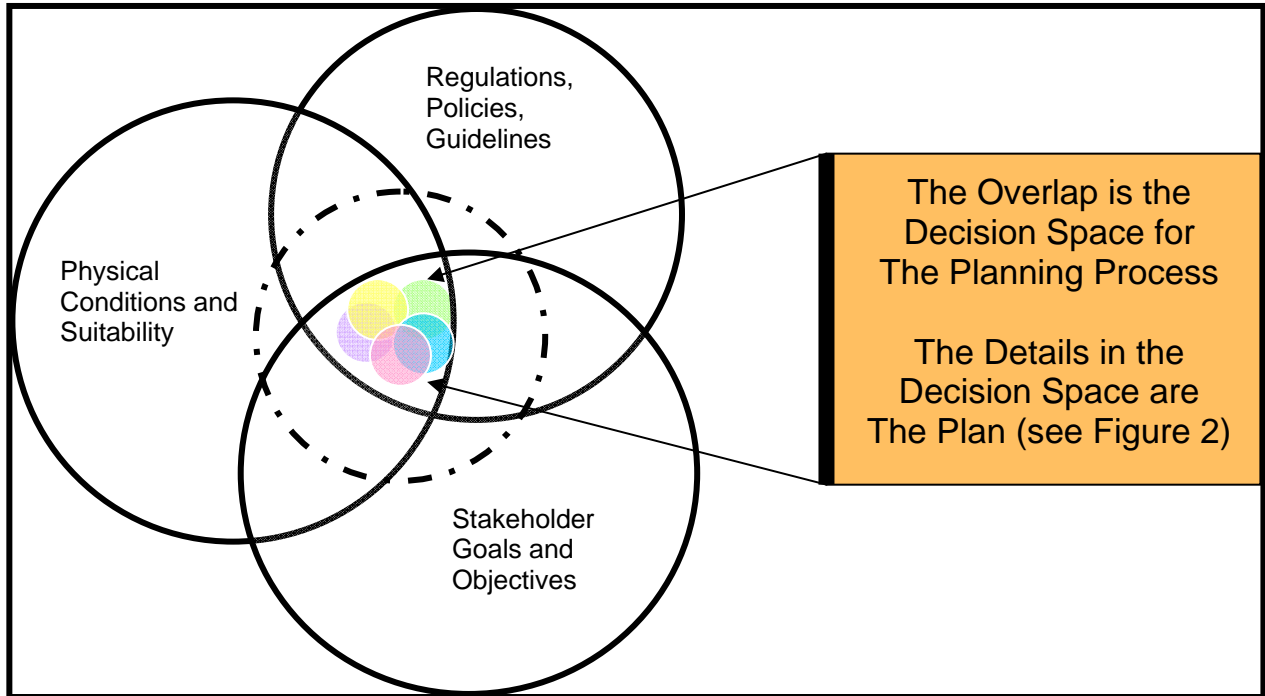 Regulations,
Policies,
Guidelines
Physical
Conditions and
Suitability
Stakeholder
Goals and
Objectives
The Overlap is the
Decision Space for
The Planning Process
The Details in the
Decision Space are
The Plan (see Figure 2)